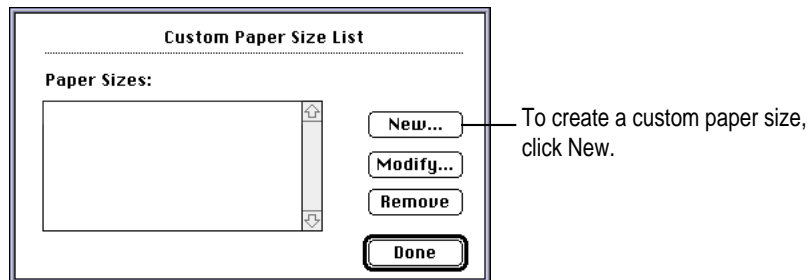 Custom Paper Size List
Paper Sizes:
New...
To create a custom paper size,
click New.
Modify...
Remove
Done